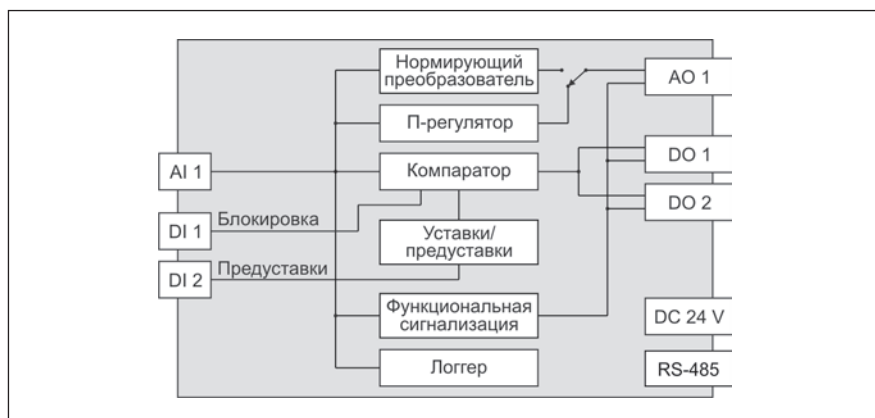 Нормирующий
преобразователь
AO 1
П-регулятор
DO 1
AI 1
Компаратор
DO 2
DI 1
Блокировка
Уставки/
предуставки
DI 2
Предуставки
Функциональная
сигнализация
DC 24 V
Логгер
RS-485